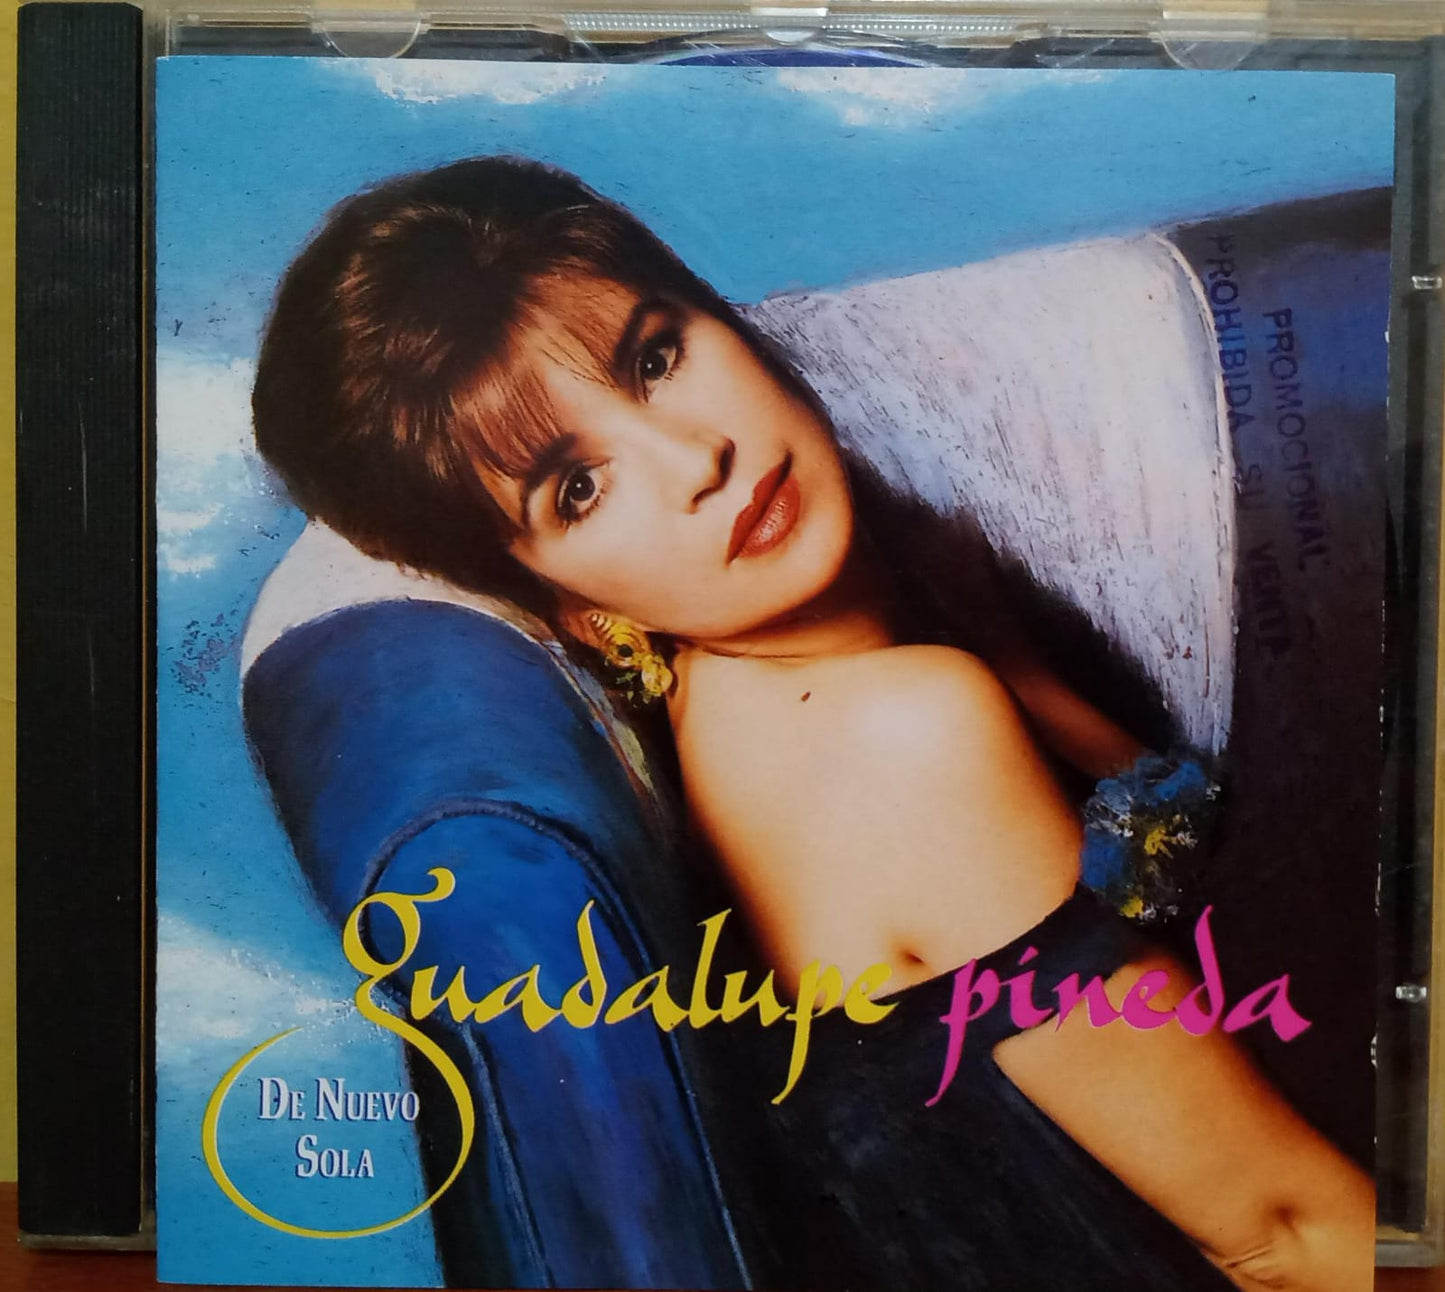 PROMOCIONAL
PROHIBIDA SU VENTA
guadalupe pineda
DE NUEVO
SOLA